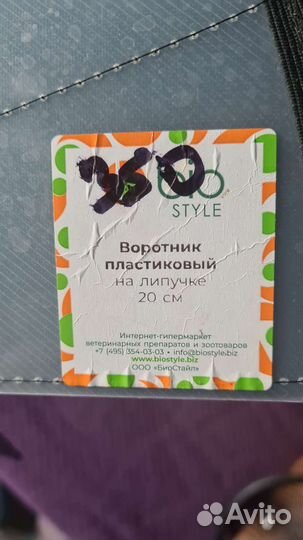 350
bio
STYLE
Воротник
пластиковый
на липучке
20 см
Интернет-гипермаркет
ветеринарных препаратов и зоотоваров
+7 (495) 354-03-03 • info@biostyle.biz
www.biostyle.biz
ООО «БиоСтайл»
Avito